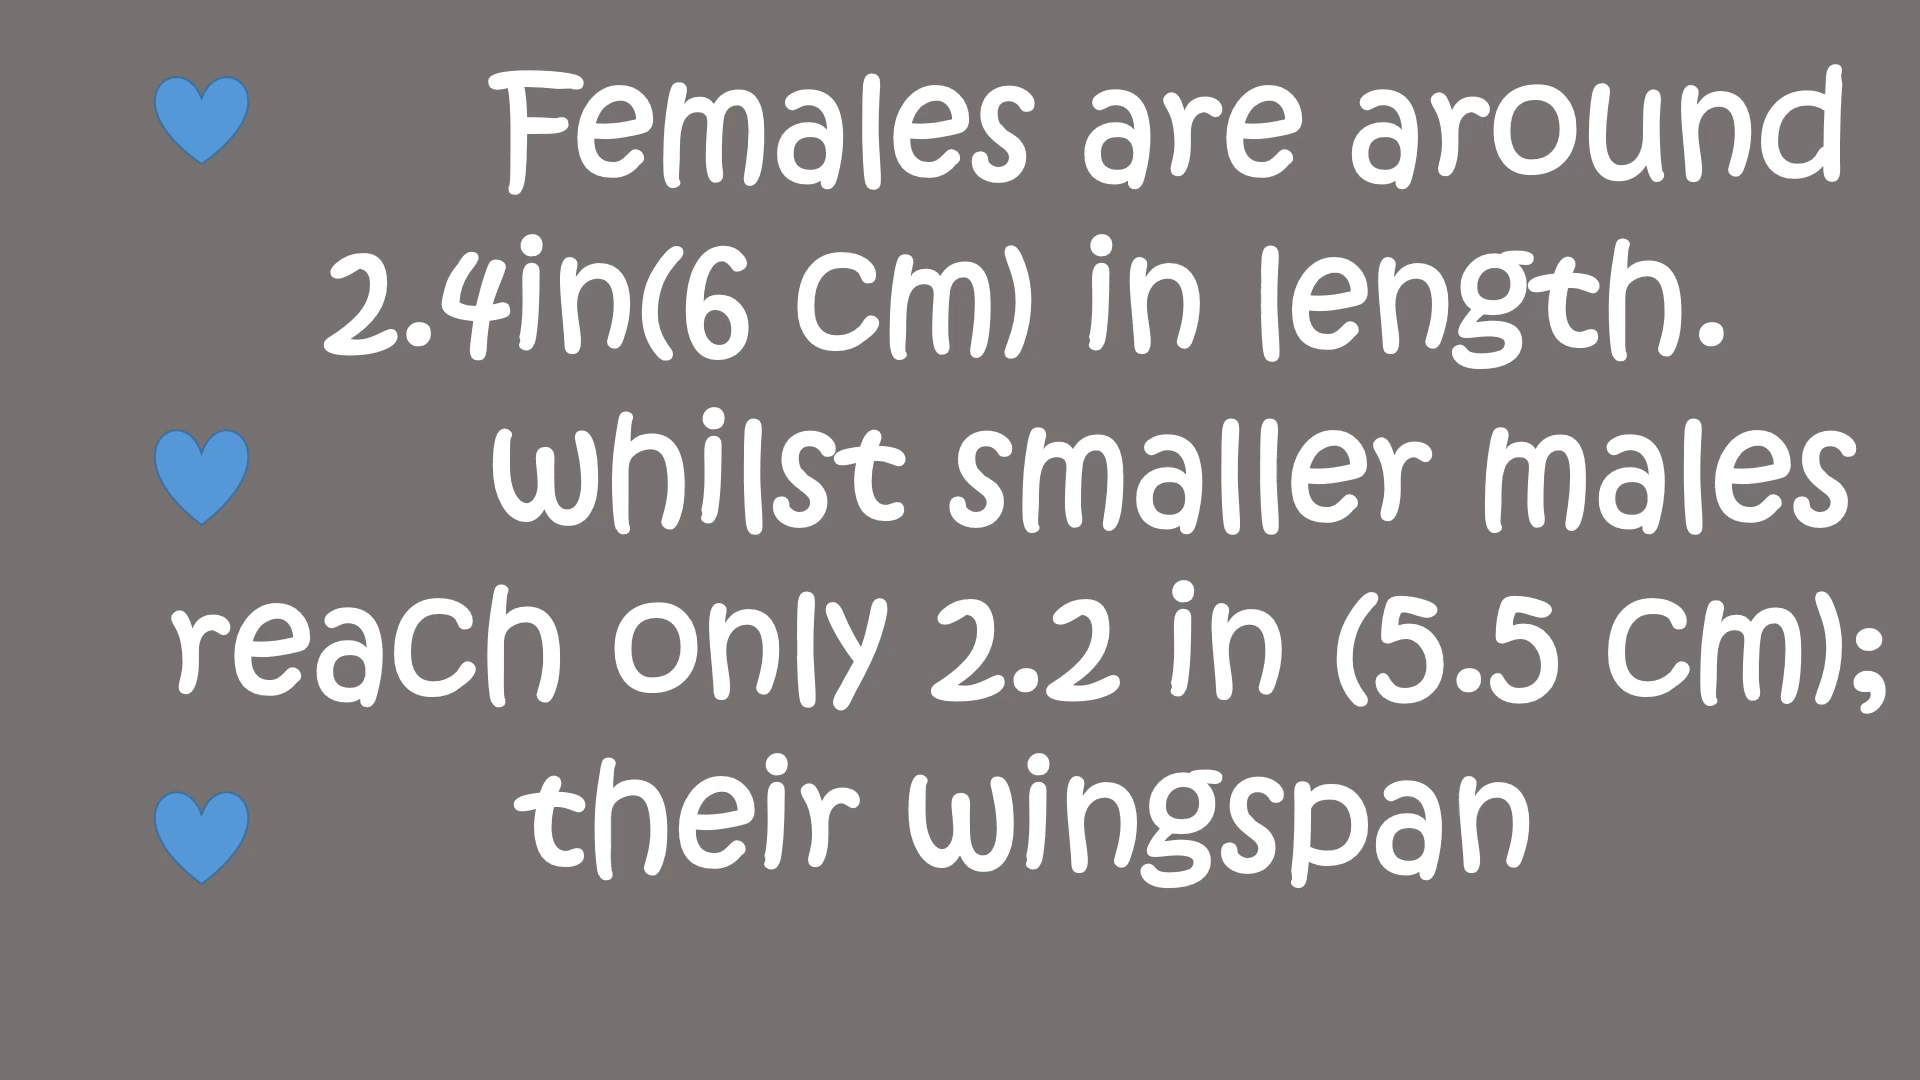 Females are around
2.4in(6 cm) in length.
whilst smaller males
reach only 2.2 in (5.5 cm);
their wingspan